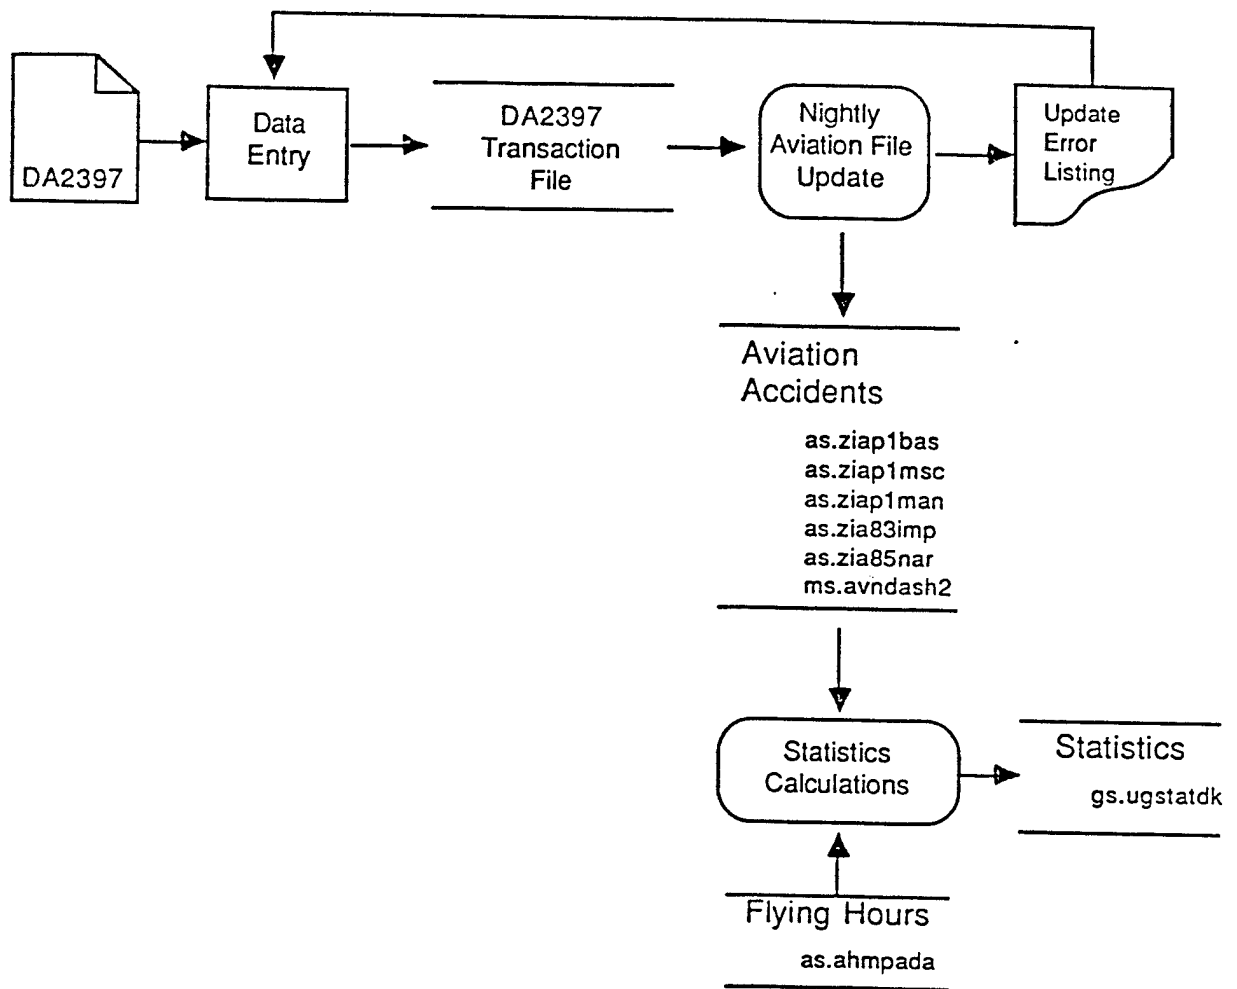 DA2397
Data
Entry
DA2397
Transaction
File
Nightly
Aviation File
Update
Update
Error
Listing
Aviation
Accidents
as.ziap1bas
as.ziap1msc
as.ziap1man
as.zia83imp
as.zia85nar
ms.avndash2
Statistics
Calculations
Statistics
gs.ugstatdk
Flying Hours
as.ahmpada